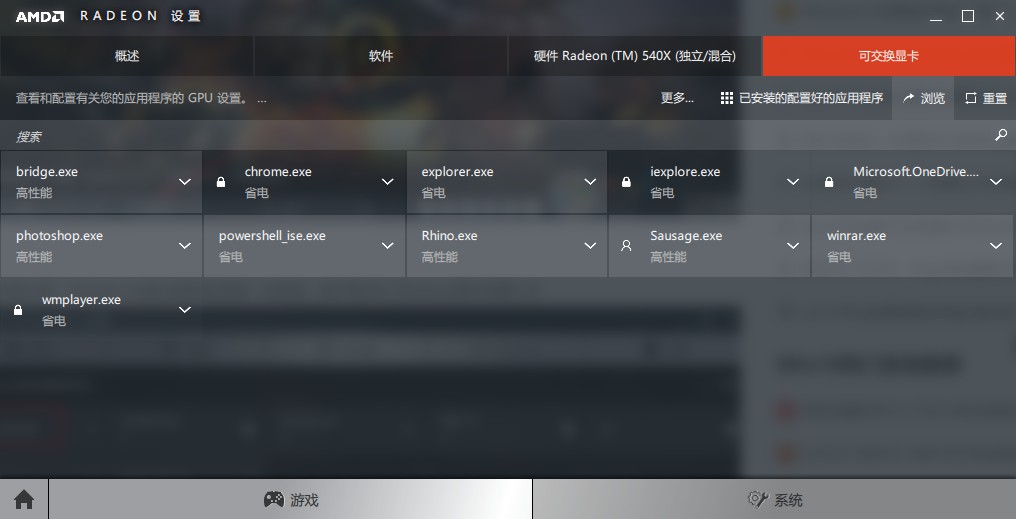 AMD RADEON 设置
概述
软件
硬件 Radeon (TM) 540X (独立/混合)
可交换显卡
查看和配置有关您的应用程序的 GPU 设置。 ...
更多...
已安装的配置好的应用程序
浏览
重置
搜索
bridge.exe
高性能
chrome.exe
省电
explorer.exe
省电
iexplore.exe
省电
Microsoft.OneDrive....
省电
photoshop.exe
高性能
powershell_ise.exe
省电
Rhino.exe
高性能
Sausage.exe
高性能
winrar.exe
省电
wmplayer.exe
省电
游戏
系统